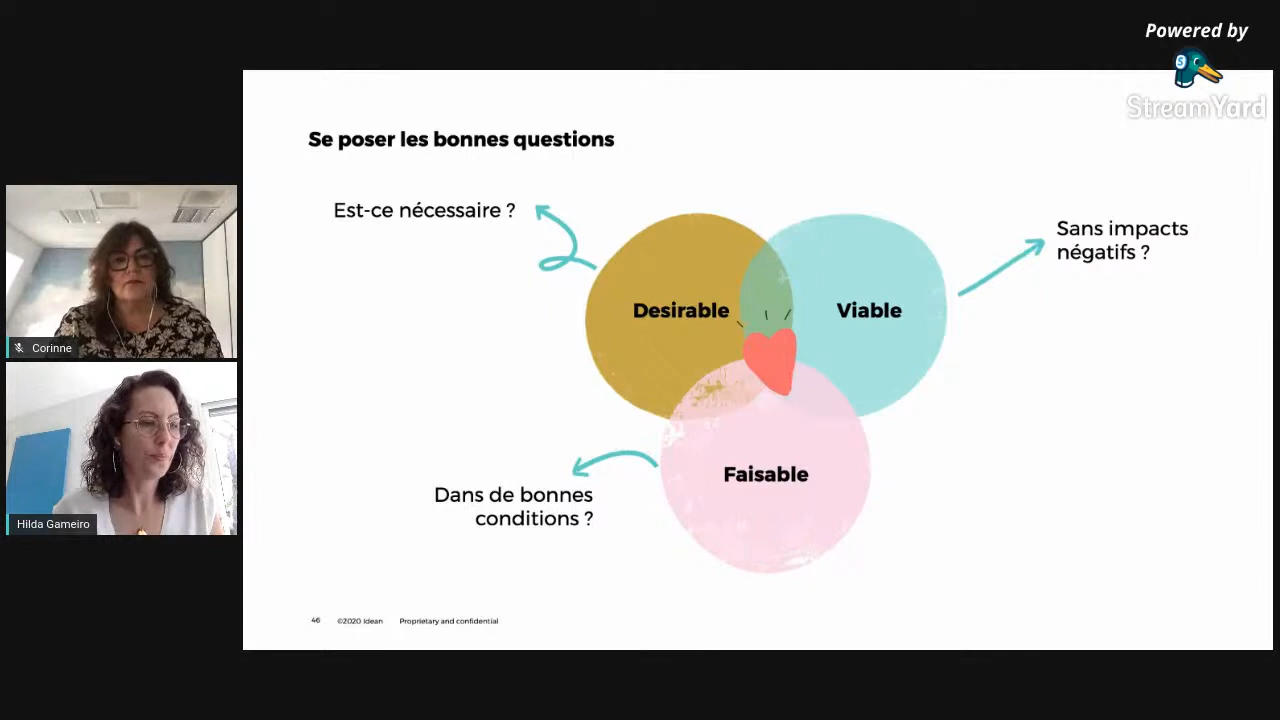 Powered by
StreamYard
Se poser les bonnes questions
Est-ce nécessaire ?
Sans impacts
négatifs ?
Desirable
Viable
Faisable
Dans de bonnes
conditions ?
Corinne
Hilda Gameiro
46 ©2020 Idean Proprietary and confidential